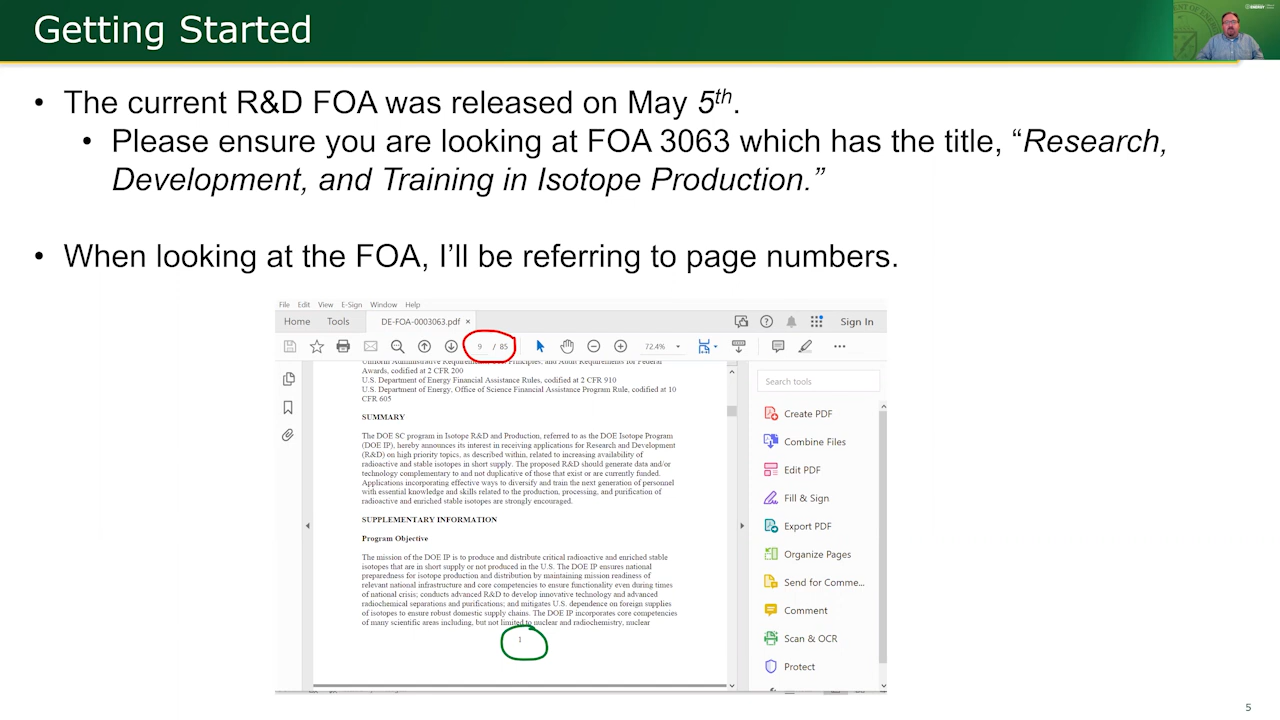 Getting Started
ENERGY
• The current R&D FOA was released on May 5th.
• Please ensure you are looking at FOA 3063 which has the title, “Research,
Development, and Training in Isotope Production.”
• When looking at the FOA, I’ll be referring to page numbers.
File Edit View E-Sign Window Help
Home Tools DE-FOA-0003063.pdf × Sign In
9 / 85 72.4%
Awards, codified at 2 CFR 200
U.S. Department of Energy Financial Assistance Rules, codified at 2 CFR 910
U.S. Department of Energy, Office of Science Financial Assistance Program Rule, codified at 10
CFR 605
SUMMARY
The DOE SC program in Isotope R&D and Production, referred to as the DOE Isotope Program
(DOE IP), hereby announces its interest in receiving applications for Research and Development
(R&D) on high priority topics, as described within, related to increasing availability of
radioactive and stable isotopes in short supply. The proposed R&D should generate data and/or
technology complementary to and not duplicative of those that exist or are currently funded.
Applications incorporating effective ways to diversify and train the next generation of personnel
with essential knowledge and skills related to the production, processing, and purification of
radioactive and enriched stable isotopes are strongly encouraged.
SUPPLEMENTARY INFORMATION
Program Objective
The mission of the DOE IP is to produce and distribute critical radioactive and enriched stable
isotopes that are in short supply or not produced in the U.S. The DOE IP ensures national
preparedness for isotope production and distribution by maintaining mission readiness of
relevant national infrastructure and core competencies to ensure functionality even during times
of national crisis; conducts advanced R&D to develop innovative technology and advanced
radiochemical separations and purifications; and mitigates U.S. dependence on foreign supplies
of isotopes to ensure robust domestic supply chains. The DOE IP incorporates core competencies
of many scientific areas including, but not limited to nuclear and radiochemistry, nuclear
1
Search tools
Create PDF
Combine Files
Edit PDF
Fill & Sign
Export PDF
Organize Pages
Send for Comme...
Comment
Scan & OCR
Protect
5